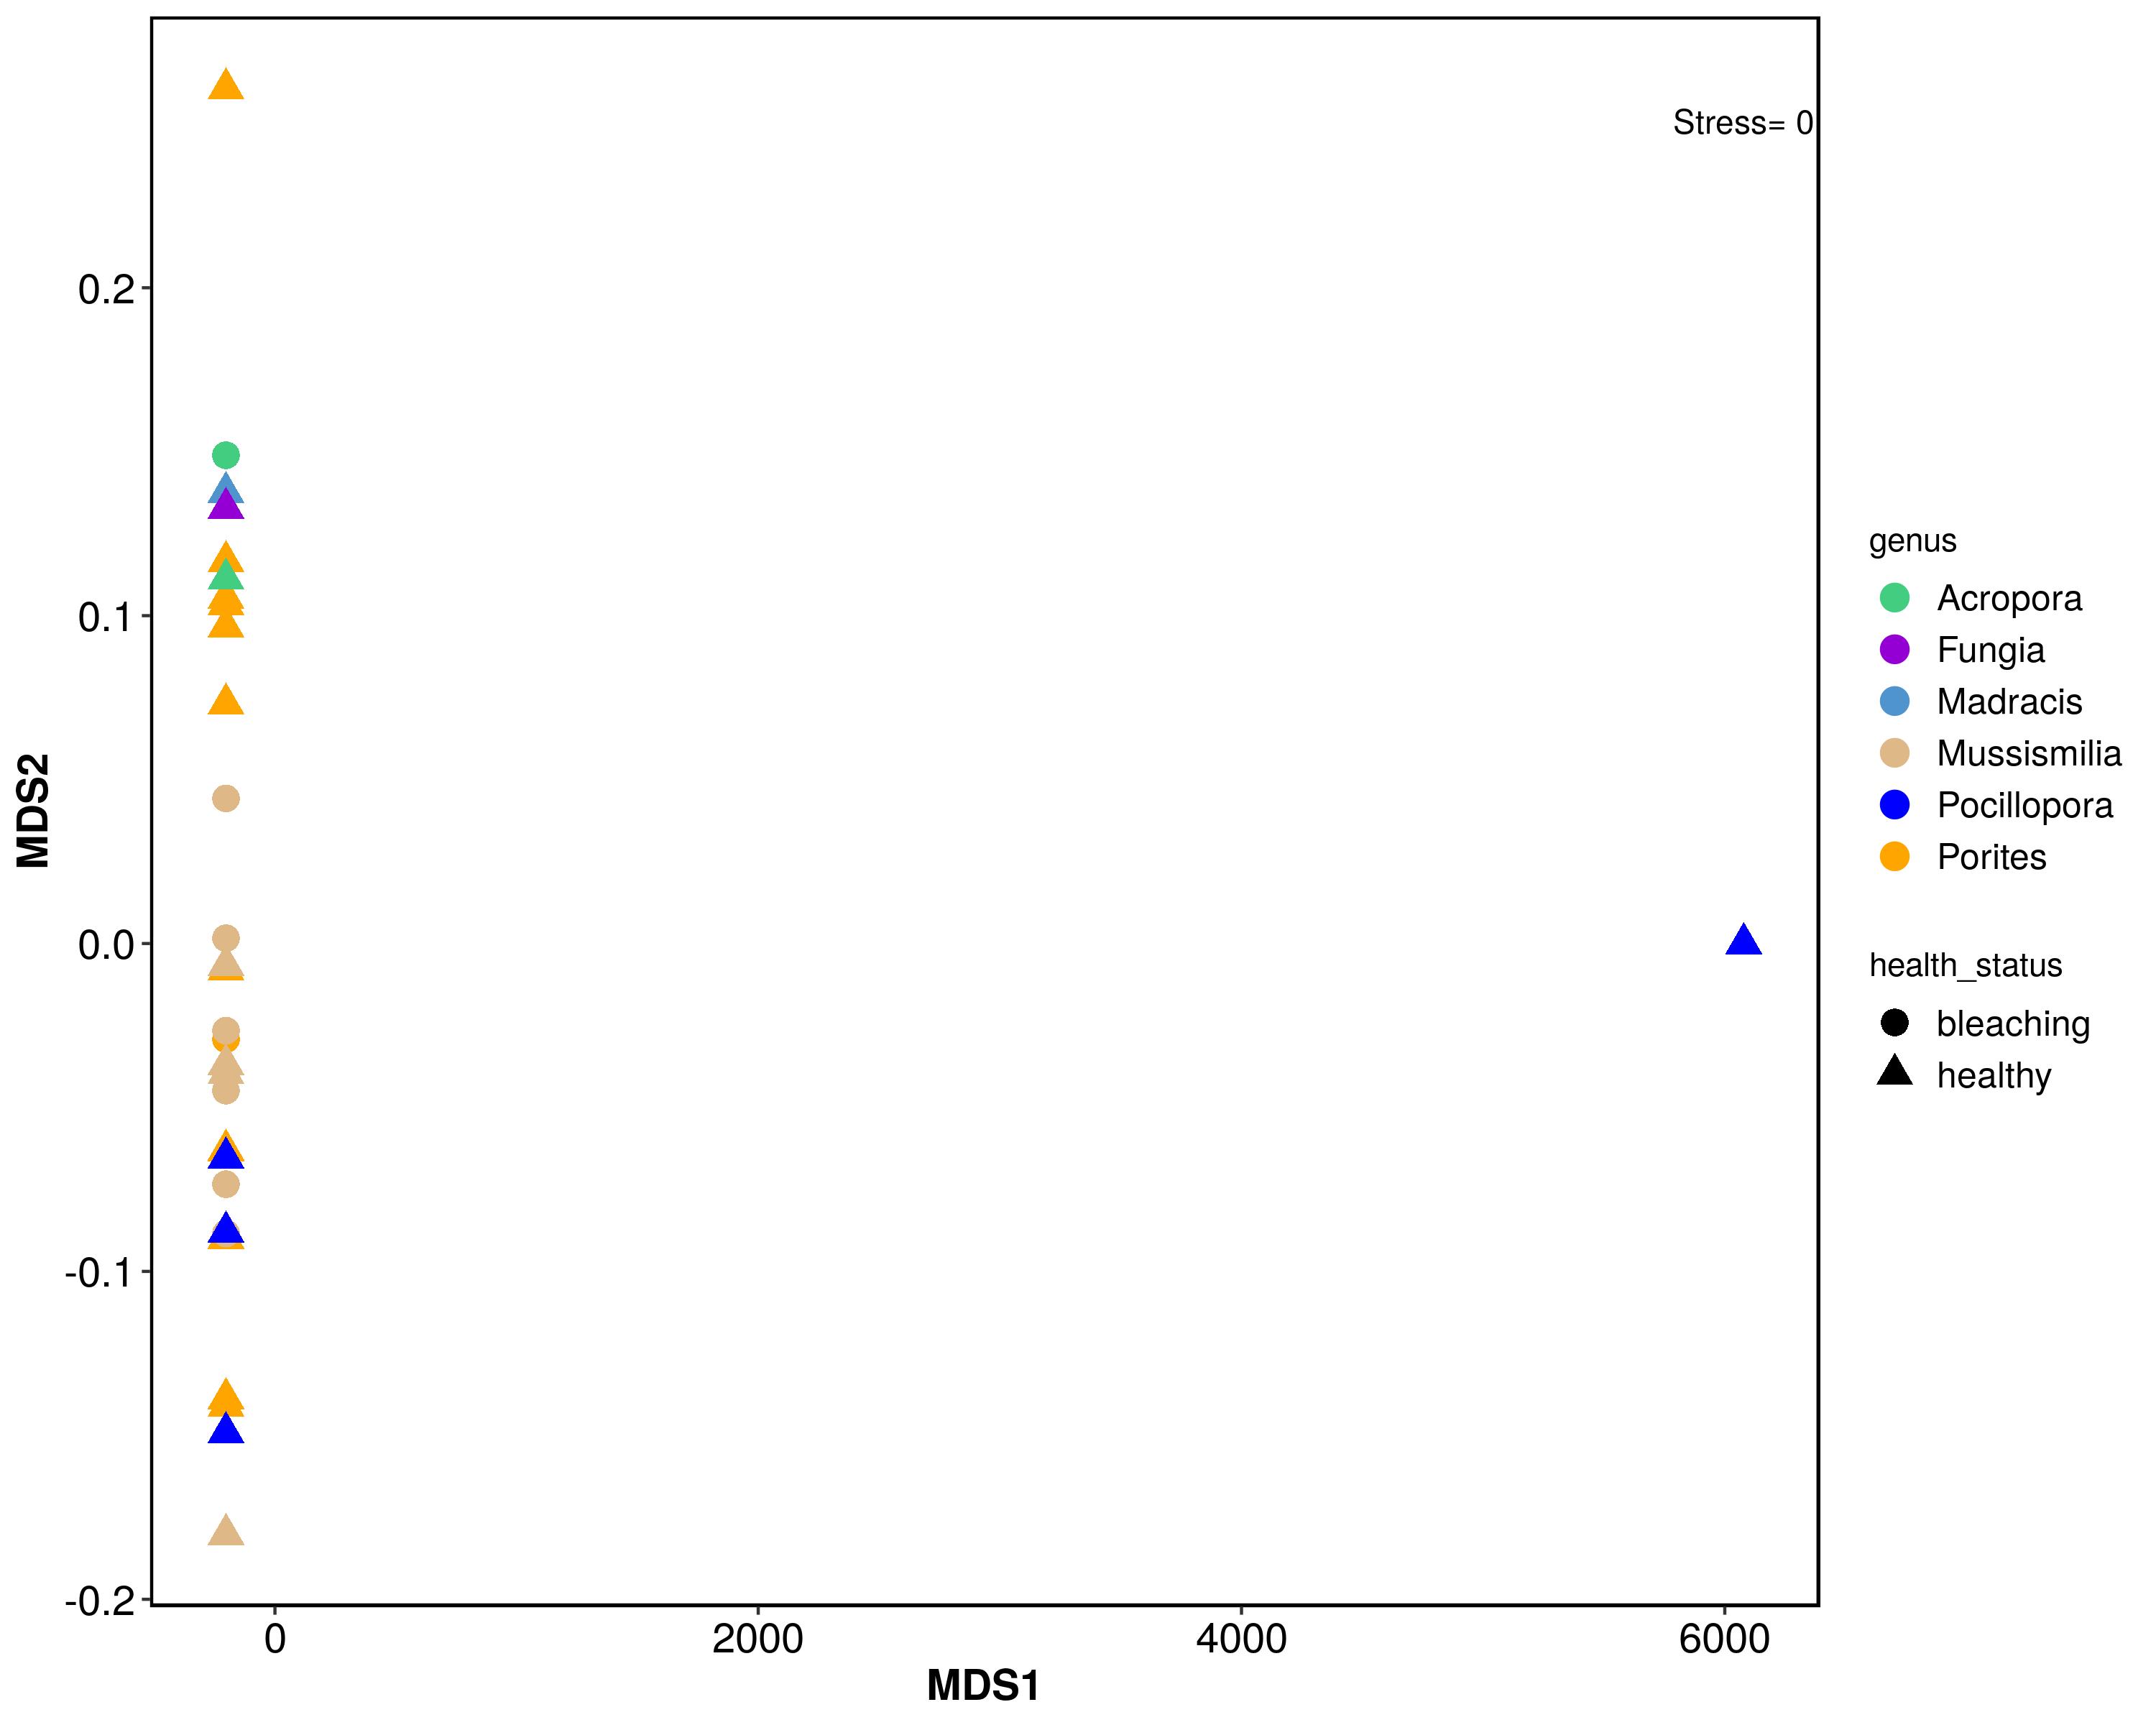 Stress= 0
0.2
0.1
0.0
-0.1
-0.2
MDS2
0 2000 4000 6000
MDS1
genus
Acropora
Fungia
Madracis
Mussismilia
Pocillopora
Porites
health_status
bleaching
healthy